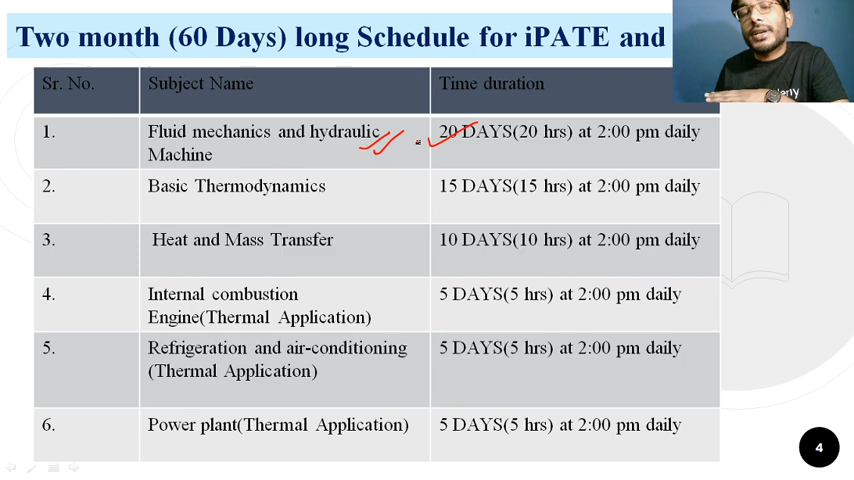 Two month (60 Days) long Schedule for iPATE and
Sr. No. Subject Name Time duration
1. Fluid mechanics and hydraulic 20 DAYS(20 hrs) at 2:00 pm daily
Machine
2. Basic Thermodynamics 15 DAYS(15 hrs) at 2:00 pm daily
3. Heat and Mass Transfer 10 DAYS(10 hrs) at 2:00 pm daily
4. Internal combustion 5 DAYS(5 hrs) at 2:00 pm daily
Engine(Thermal Application)
5. Refrigeration and air-conditioning 5 DAYS(5 hrs) at 2:00 pm daily
(Thermal Application)
6. Power plant(Thermal Application) 5 DAYS(5 hrs) at 2:00 pm daily
4